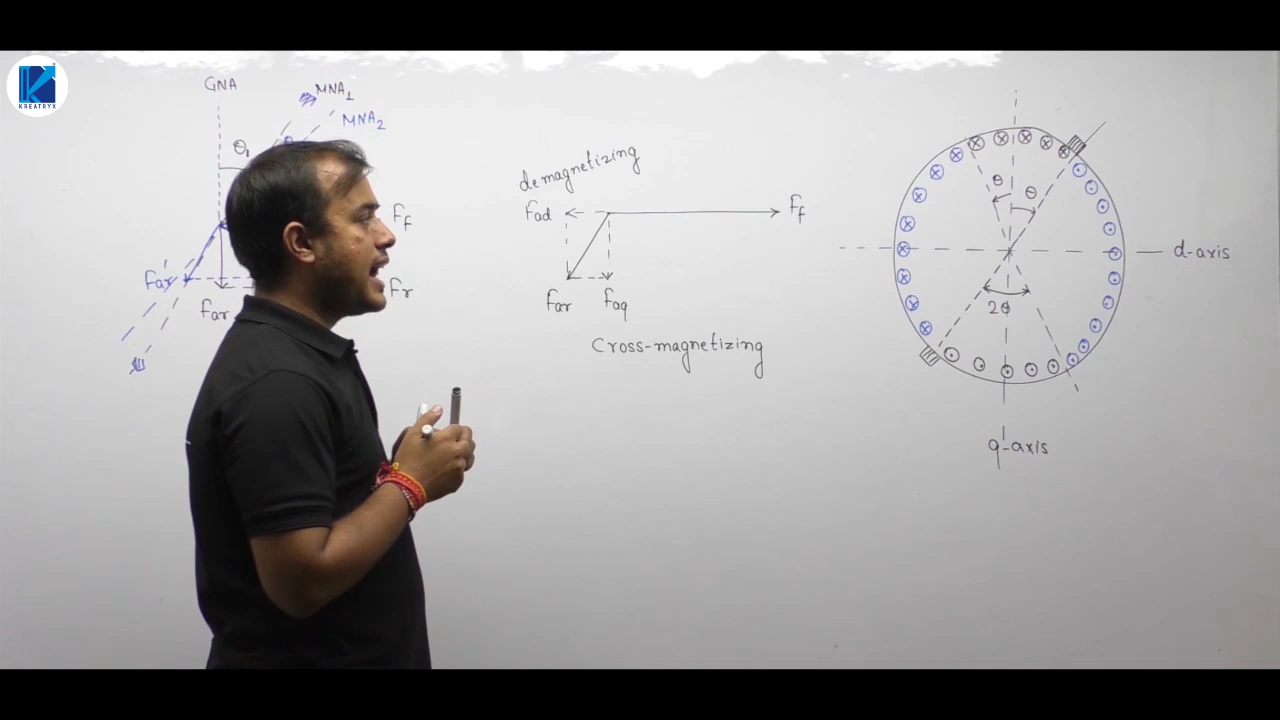 KREATRYX
GNA
MNA₁
MNA₂
θ₁
Ff
Far'
Far
Fr
demagnetizing
Fad
Ff
Far
Faq
Cross-magnetizing
θ
θ
d-axis
2θ
q-axis